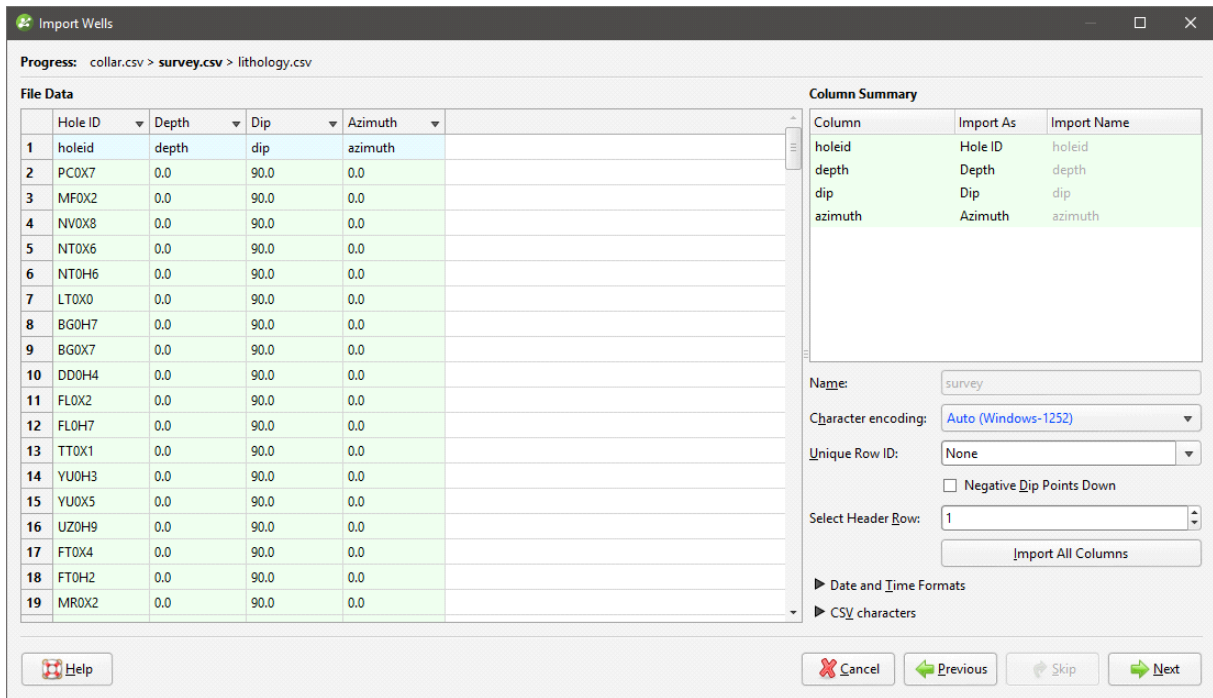 Import Wells
Progress: collar.csv > survey.csv > lithology.csv
File Data
Hole ID Depth Dip Azimuth
1 holeid depth dip azimuth
2 PC0X7 0.0 90.0 0.0
3 MF0X2 0.0 90.0 0.0
4 NV0X8 0.0 90.0 0.0
5 NT0X6 0.0 90.0 0.0
6 NT0H6 0.0 90.0 0.0
7 LT0X0 0.0 90.0 0.0
8 BG0H7 0.0 90.0 0.0
9 BG0X7 0.0 90.0 0.0
10 DD0H4 0.0 90.0 0.0
11 FL0X2 0.0 90.0 0.0
12 FL0H7 0.0 90.0 0.0
13 TT0X1 0.0 90.0 0.0
14 YU0H3 0.0 90.0 0.0
15 YU0X5 0.0 90.0 0.0
16 UZ0H9 0.0 90.0 0.0
17 FT0X4 0.0 90.0 0.0
18 FT0H2 0.0 90.0 0.0
19 MR0X2 0.0 90.0 0.0
Column Summary
Column Import As Import Name
holeid Hole ID holeid
depth Depth depth
dip Dip dip
azimuth Azimuth azimuth
Name: survey
Character encoding: Auto (Windows-1252)
Unique Row ID: None
Negative Dip Points Down
Select Header Row: 1
Import All Columns
Date and Time Formats
CSV characters
Help Cancel Previous Skip Next